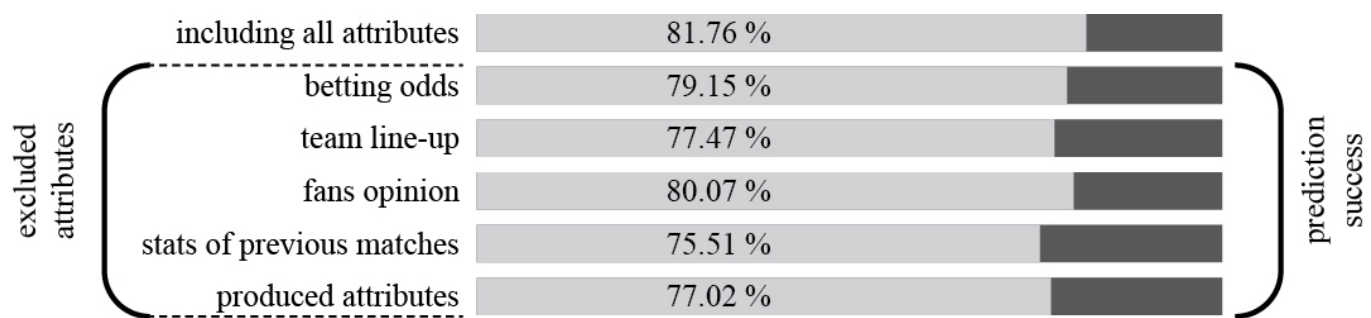 including all attributes 81.76 %
betting odds 79.15 %
team line-up 77.47 %
fans opinion 80.07 %
stats of previous matches 75.51 %
produced attributes 77.02 %
excluded
attributes
prediction
success